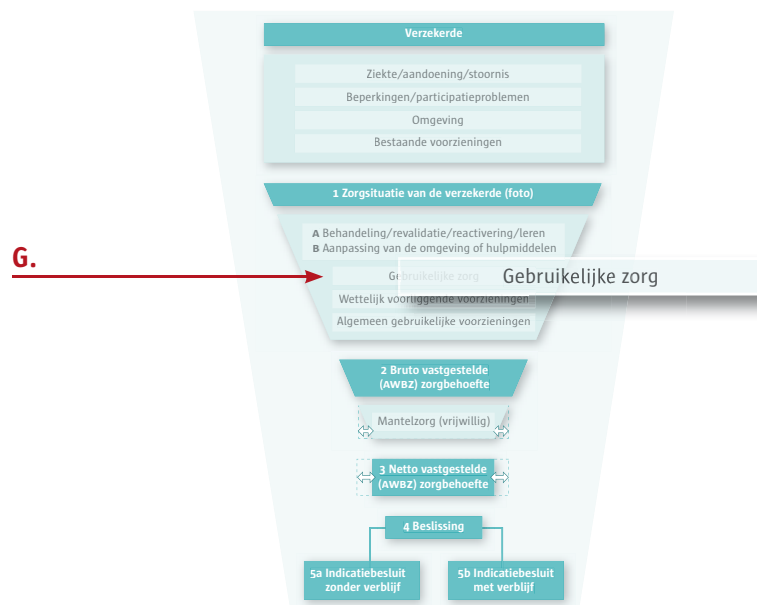 Verzekerde
Ziekte/aandoening/stoornis
Beperkingen/participatieproblemen
Omgeving
Bestaande voorzieningen
1 Zorgsituatie van de verzekerde (foto)
A Behandeling/revalidatie/reactivering/leren
B Aanpassing van de omgeving of hulpmiddelen
G.
Gebruikelijke zorg
Gebruikelijke zorg
Wettelijk voorliggende voorzieningen
Algemeen gebruikelijke voorzieningen
2 Bruto vastgestelde
(AWBZ) zorgbehoefte
Mantelzorg (vrijwillig)
3 Netto vastgestelde
(AWBZ) zorgbehoefte
4 Beslissing
5a Indicatiebesluit
zonder verblijf
5b Indicatiebesluit
met verblijf